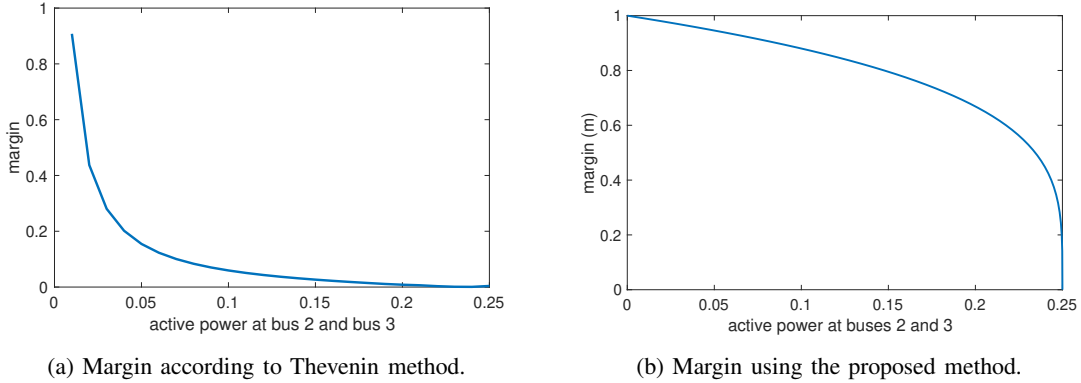 1
0.8
0.6
0.4
0.2
0
margin
0 0.05 0.1 0.15 0.2 0.25
active power at bus 2 and bus 3
(a) Margin according to Thevenin method.
1
0.8
0.6
0.4
0.2
0
margin (m)
0 0.05 0.1 0.15 0.2 0.25
active power at buses 2 and 3
(b) Margin using the proposed method.